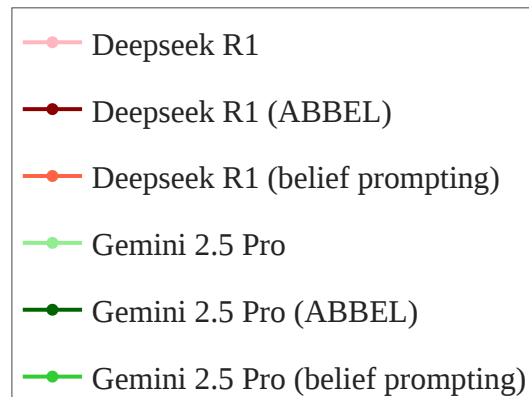 Deepseek R1
Deepseek R1 (ABBEL)
Deepseek R1 (belief prompting)
Gemini 2.5 Pro
Gemini 2.5 Pro (ABBEL)
Gemini 2.5 Pro (belief prompting)